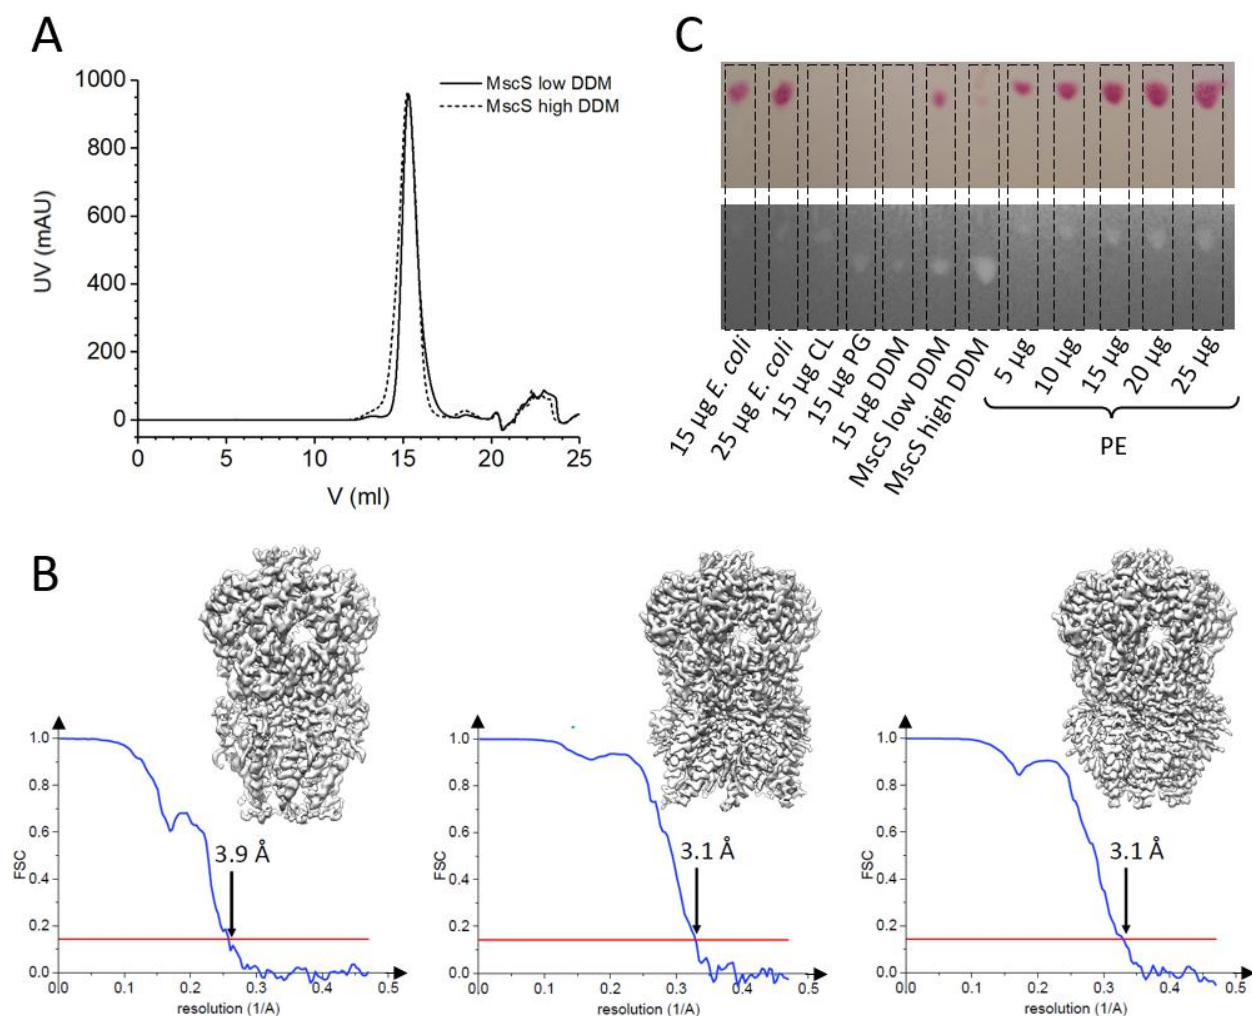 A
1000
800
600
400
200
0
UV (mAU)
0 5 10 15 20 25
V (ml)
MscS low DDM
MscS high DDM
C
15 µg E. coli
25 µg E. coli
15 µg CL
15 µg PG
15 µg DDM
MscS low DDM
MscS high DDM
5 µg
10 µg
15 µg
20 µg
25 µg
PE
B
1.0
0.8
0.6
0.4
0.2
0.0
FSC
3.9 Å
0.0 0.1 0.2 0.3 0.4 0.5
resolution (1/A)
1.0
0.8
0.6
0.4
0.2
0.0
FSC
3.1 Å
0.0 0.1 0.2 0.3 0.4 0.5
resolution (1/A)
1.0
0.8
0.6
0.4
0.2
0.0
FSC
3.1 Å
0.0 0.1 0.2 0.3 0.4 0.5
resolution (1/A)